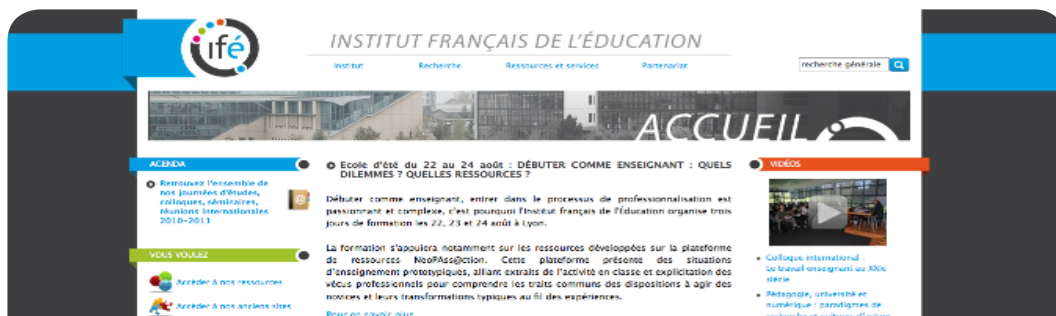 ifé
INSTITUT FRANÇAIS DE L'ÉDUCATION
Institut
Recherche
Ressources et services
Partenariat
recherche générale
ACCUEIL
AGENDA
Retrouvez l'ensemble de
nos journées d'études,
colloques, séminaires,
réunions internationales
2010-2011
VOUS VOULEZ
Accéder à nos ressources
Accéder à nos anciens sites
Ecole d'été du 22 au 24 août : DÉBUTER COMME ENSEIGNANT : QUELS
DILEMMES ? QUELLES RESSOURCES ?
Débuter comme enseignant, entrer dans le processus de professionnalisation est
passionnant et complexe, c'est pourquoi l'Institut français de l'Éducation organise trois
jours de formation les 22, 23 et 24 août à Lyon.
La formation s'appuiera notamment sur les ressources développées sur la plateforme
de ressources NeoPAss@ction. Cette plateforme présente des situations
d'enseignement prototypiques, alliant extraits de l'activité en classe et explicitation des
vécus professionnels pour comprendre les traits communs des dispositions à agir des
novices et leurs transformations typiques au fil des expériences.
Pour en savoir plus
VIDÉOS
Colloque international :
Le travail enseignant au XXIe
siècle
Pédagogie, université et
numérique : paradigmes de